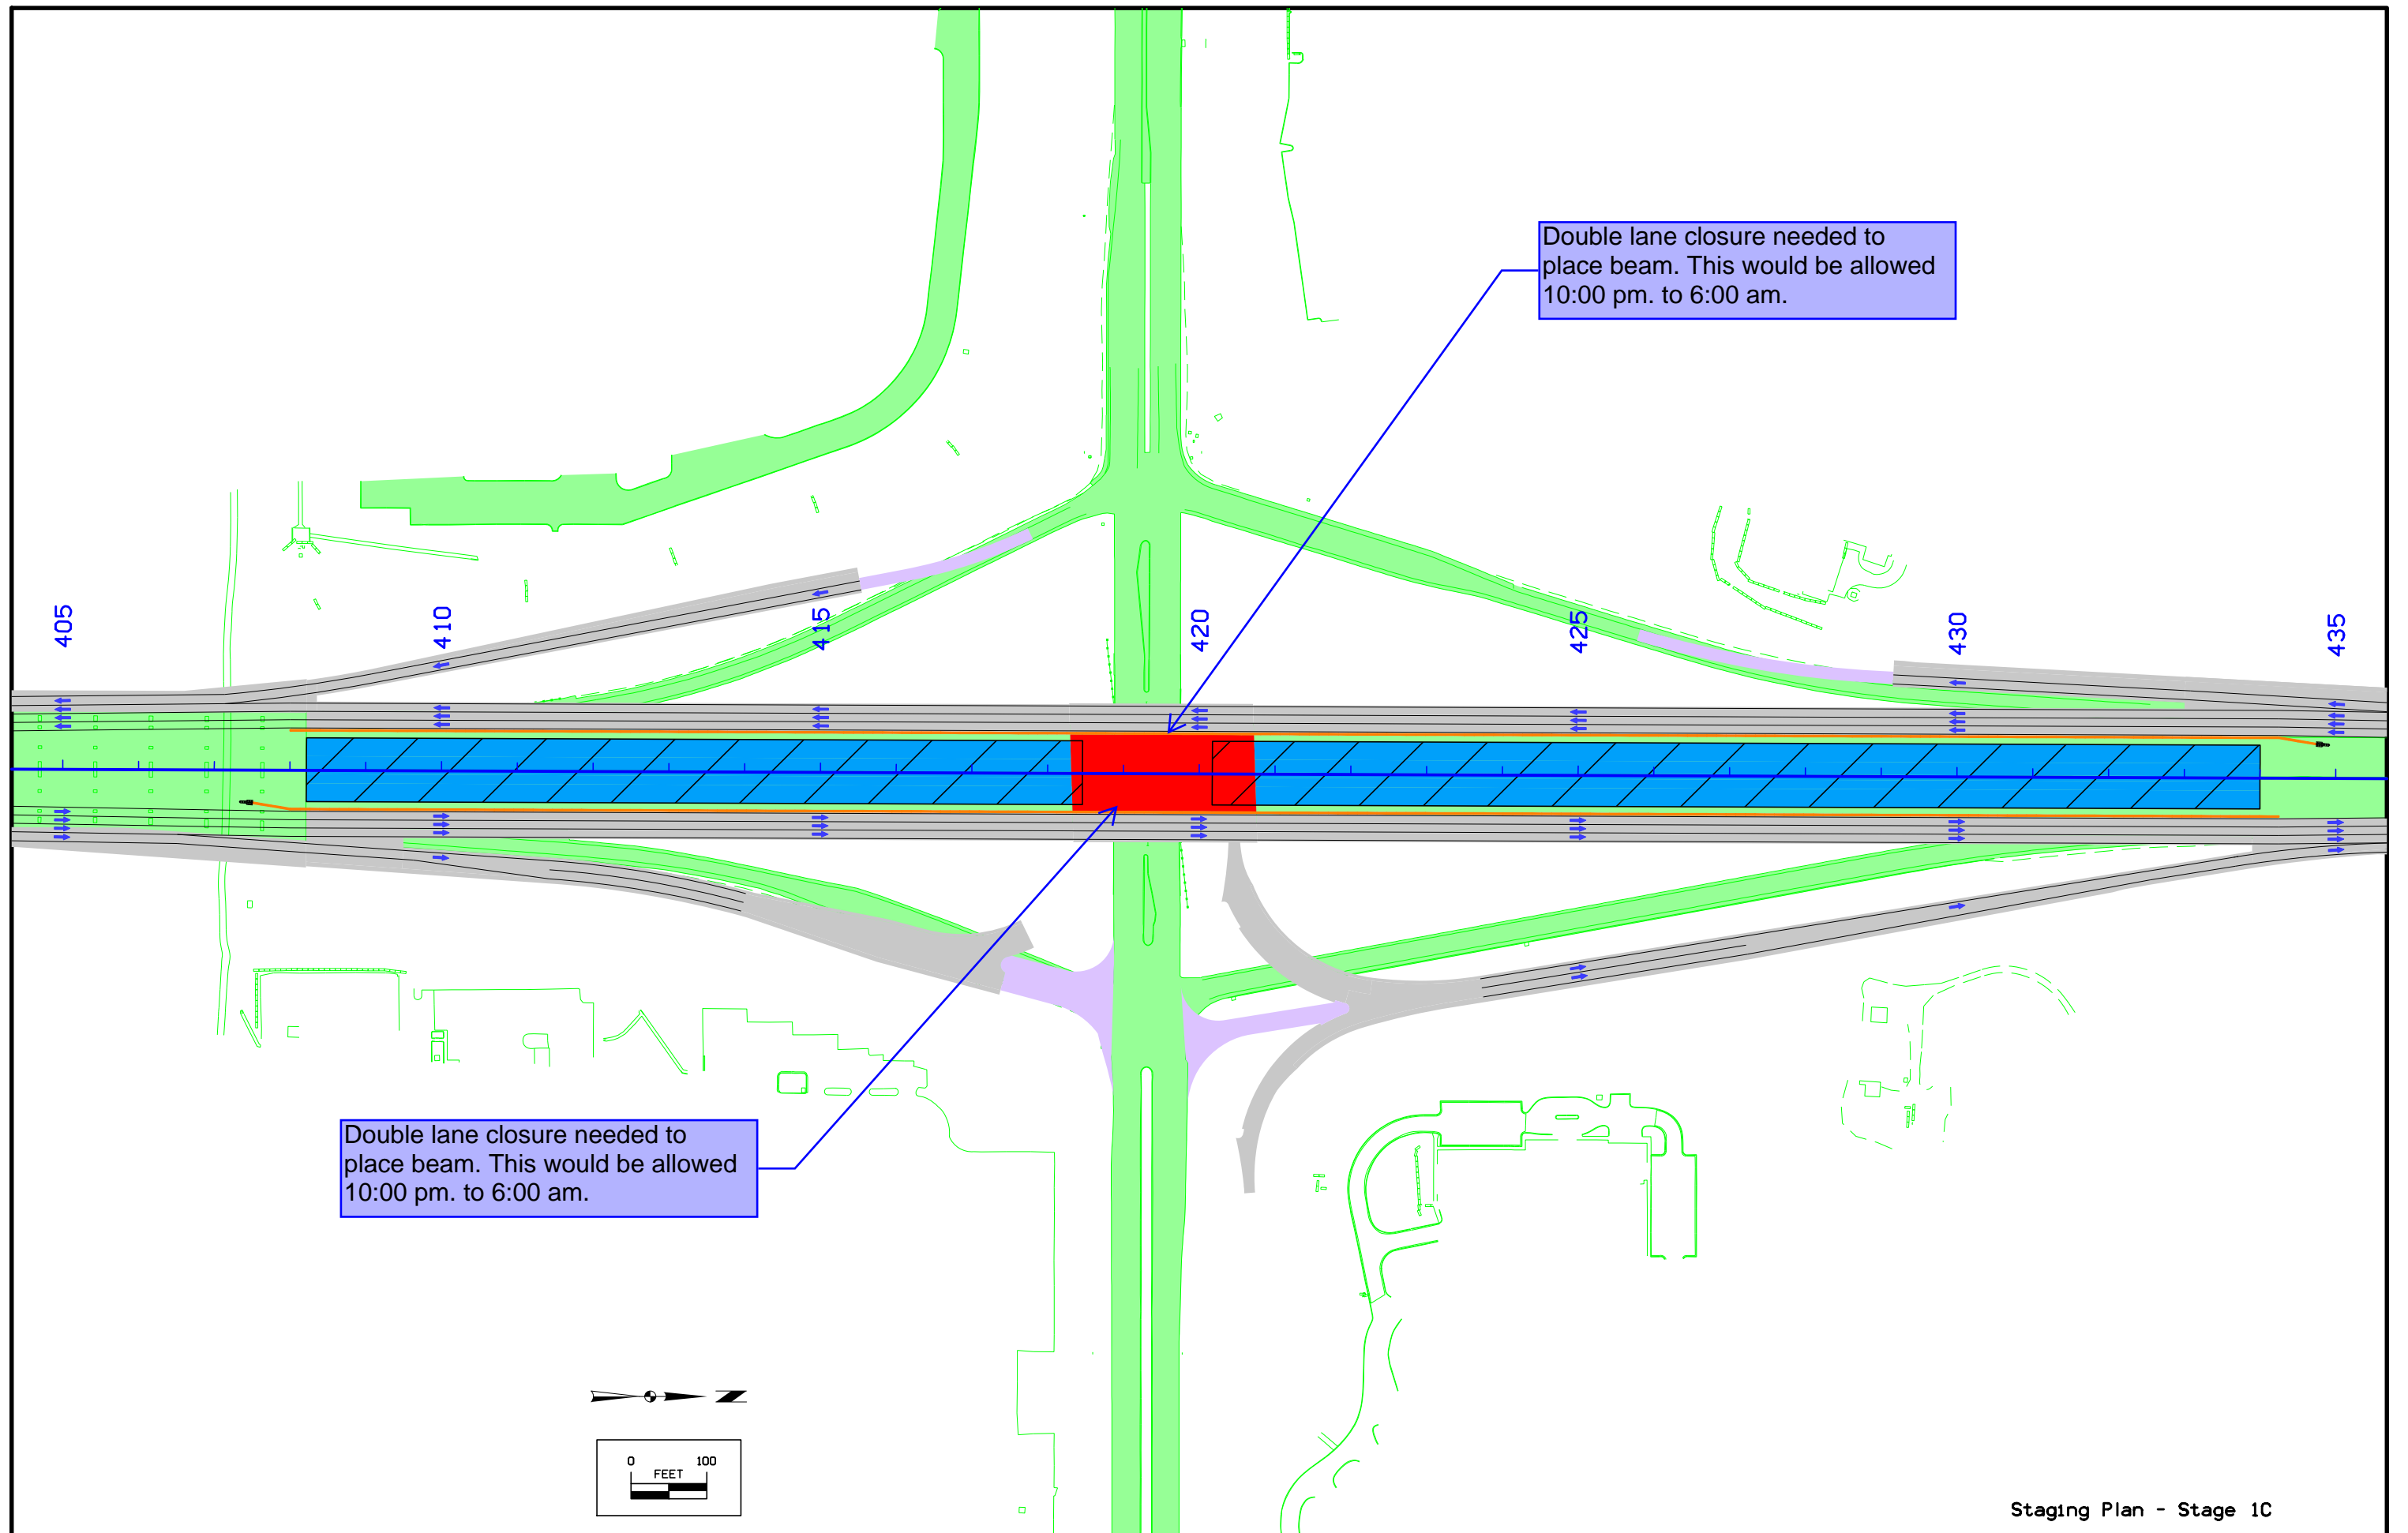 Double lane closure needed to
place beam. This would be allowed
10:00 pm. to 6:00 am.
405
410
415
420
425
430
435
Double lane closure needed to
place beam. This would be allowed
10:00 pm. to 6:00 am.
N
0 100
FEET
Staging Plan - Stage 1C